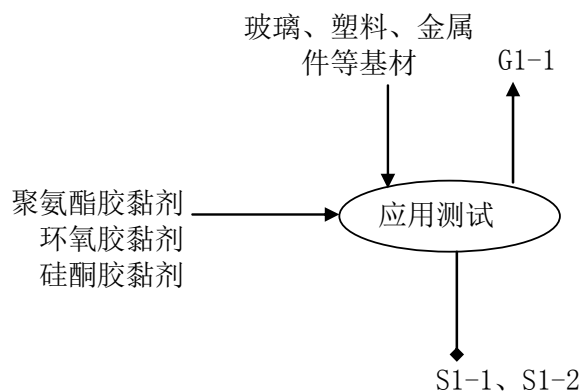 玻璃、塑料、金属
件等基材
G1-1
聚氨酯胶黏剂
环氧胶黏剂
硅酮胶黏剂
应用测试
S1-1、S1-2